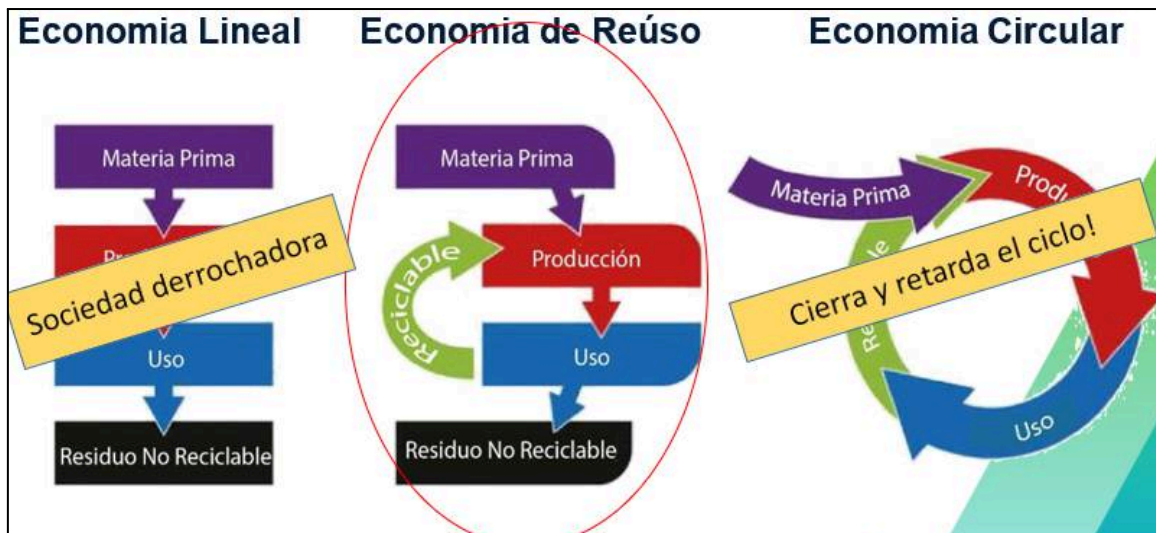 Economia Lineal
Materia Prima
Sociedad derrochadora
Uso
Residuo No Reciclable
Economia de Reúso
Materia Prima
Producción
Reciclable
Uso
Residuo No Reciclable
Economia Circular
Materia Prima
Cierra y retarda el ciclo!
Uso